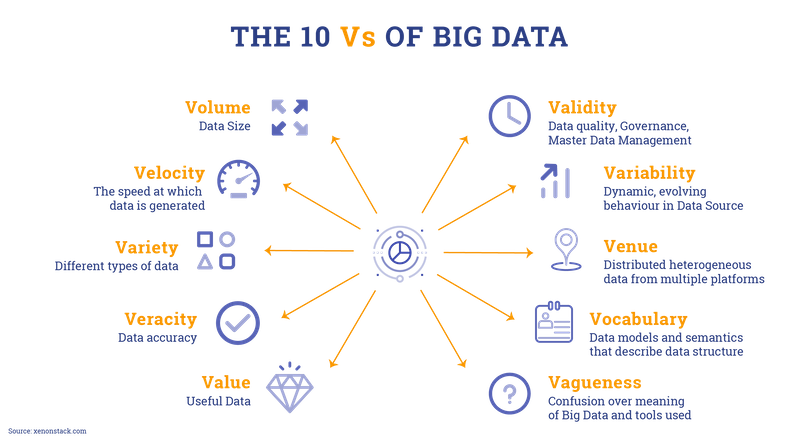 THE 10 Vs OF BIG DATA
Volume
Data Size
Velocity
The speed at which
data is generated
Variety
Different types of data
Veracity
Data accuracy
Value
Useful Data
Validity
Data quality, Governance,
Master Data Management
Variability
Dynamic, evolving
behaviour in Data Source
Venue
Distributed heterogeneous
data from multiple platforms
Vocabulary
Data models and semantics
that describe data structure
Vagueness
Confusion over meaning
of Big Data and tools used
?
Source: xenonstack.com